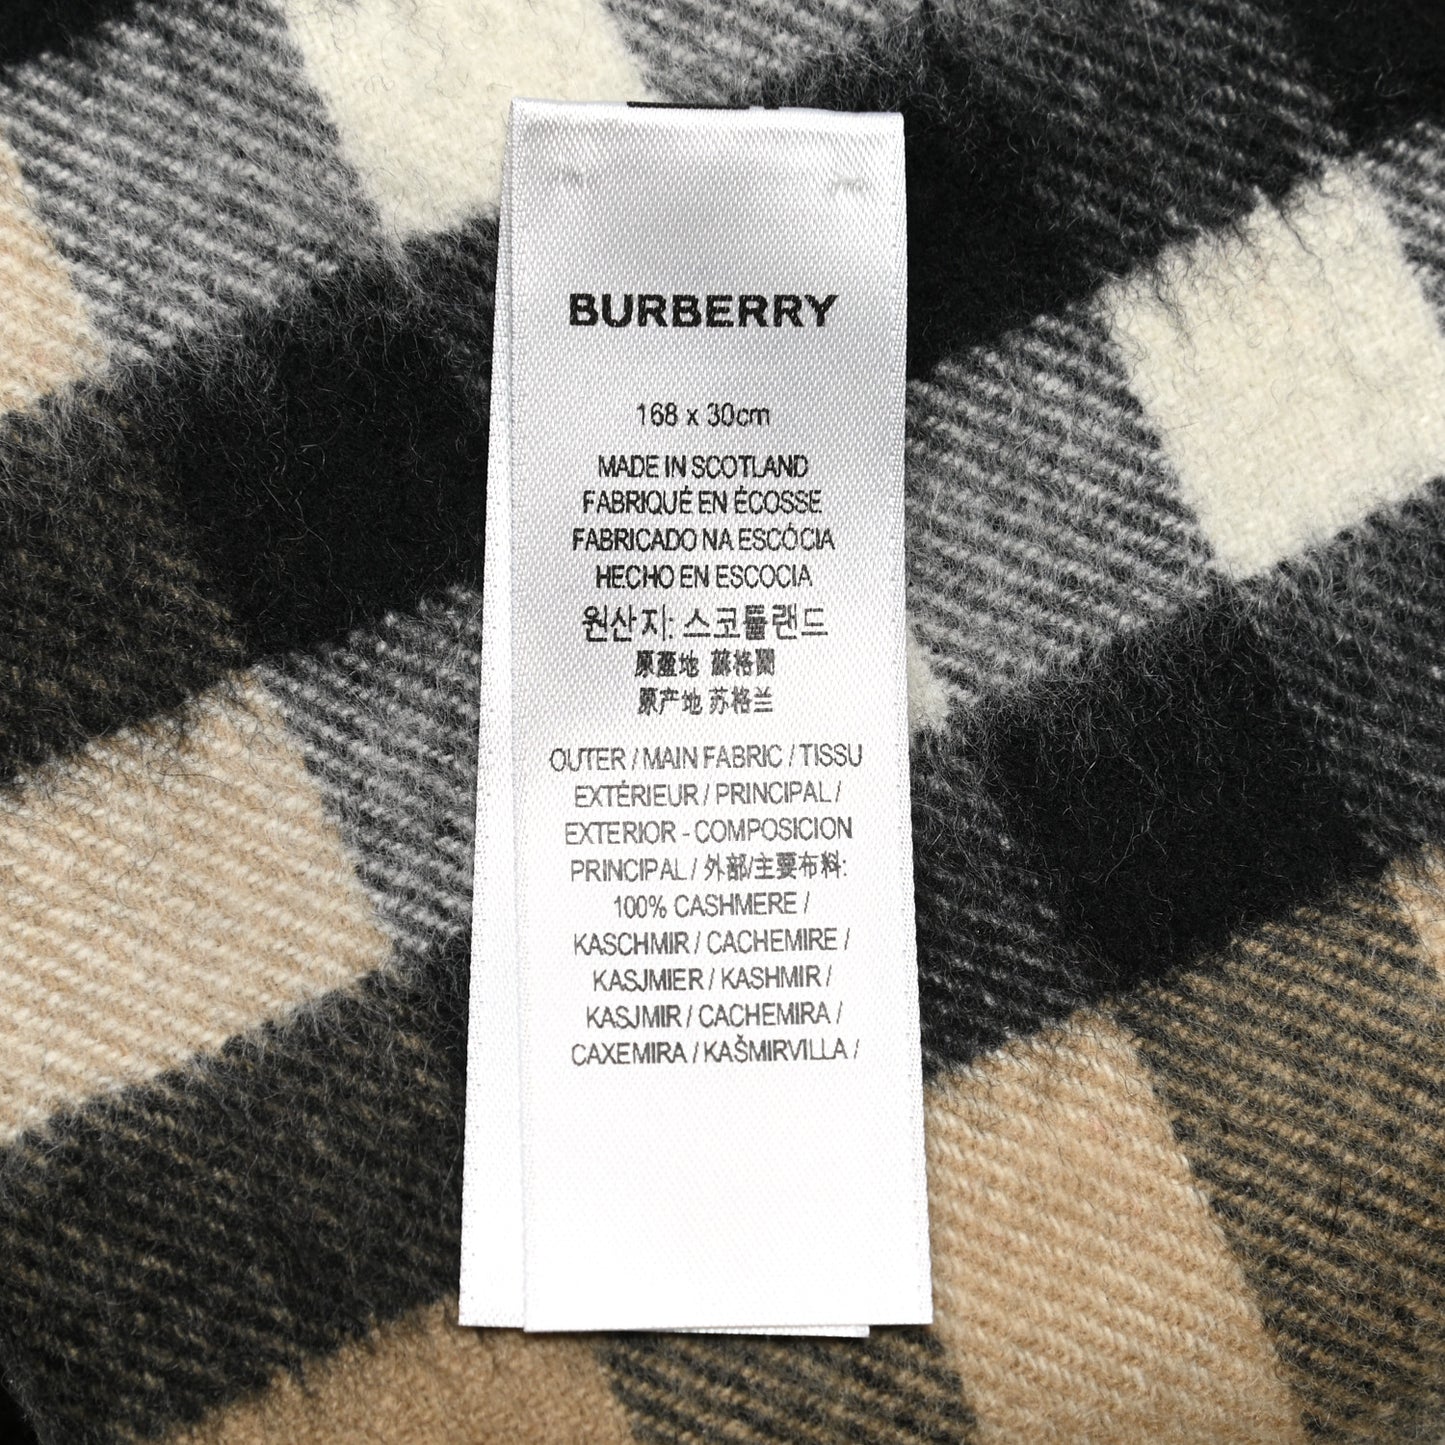 BURBERRY
168 x 30cm
MADE IN SCOTLAND
FABRIQUÉ EN ÉCOSSE
FABRICADO NA ESCÓCIA
HECHO EN ESCOCIA
원산지: 스코틀랜드
原產地 蘇格蘭
原产地 苏格兰
OUTER / MAIN FABRIC / TISSU
EXTÉRIEUR / PRINCIPAL /
EXTERIOR - COMPOSICION
PRINCIPAL / 外部/主要布料:
100% CASHMERE /
KASCHMIR / CACHEMIRE /
KASJMIER / KASHMIR /
KASJMIR / CACHEMIRA /
CAXEMIRA / KAŠMIRVILLA /